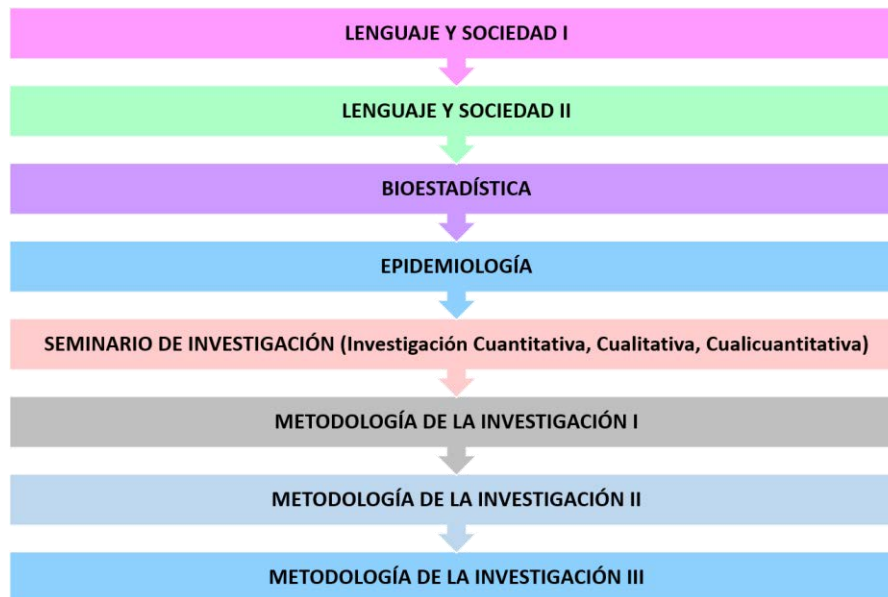 LENGUAJE Y SOCIEDAD I
LENGUAJE Y SOCIEDAD II
BIOESTADÍSTICA
EPIDEMIOLOGÍA
SEMINARIO DE INVESTIGACIÓN (Investigación Cuantitativa, Cualitativa, Cualicuantitativa)
METODOLOGÍA DE LA INVESTIGACIÓN I
METODOLOGÍA DE LA INVESTIGACIÓN II
METODOLOGÍA DE LA INVESTIGACIÓN III